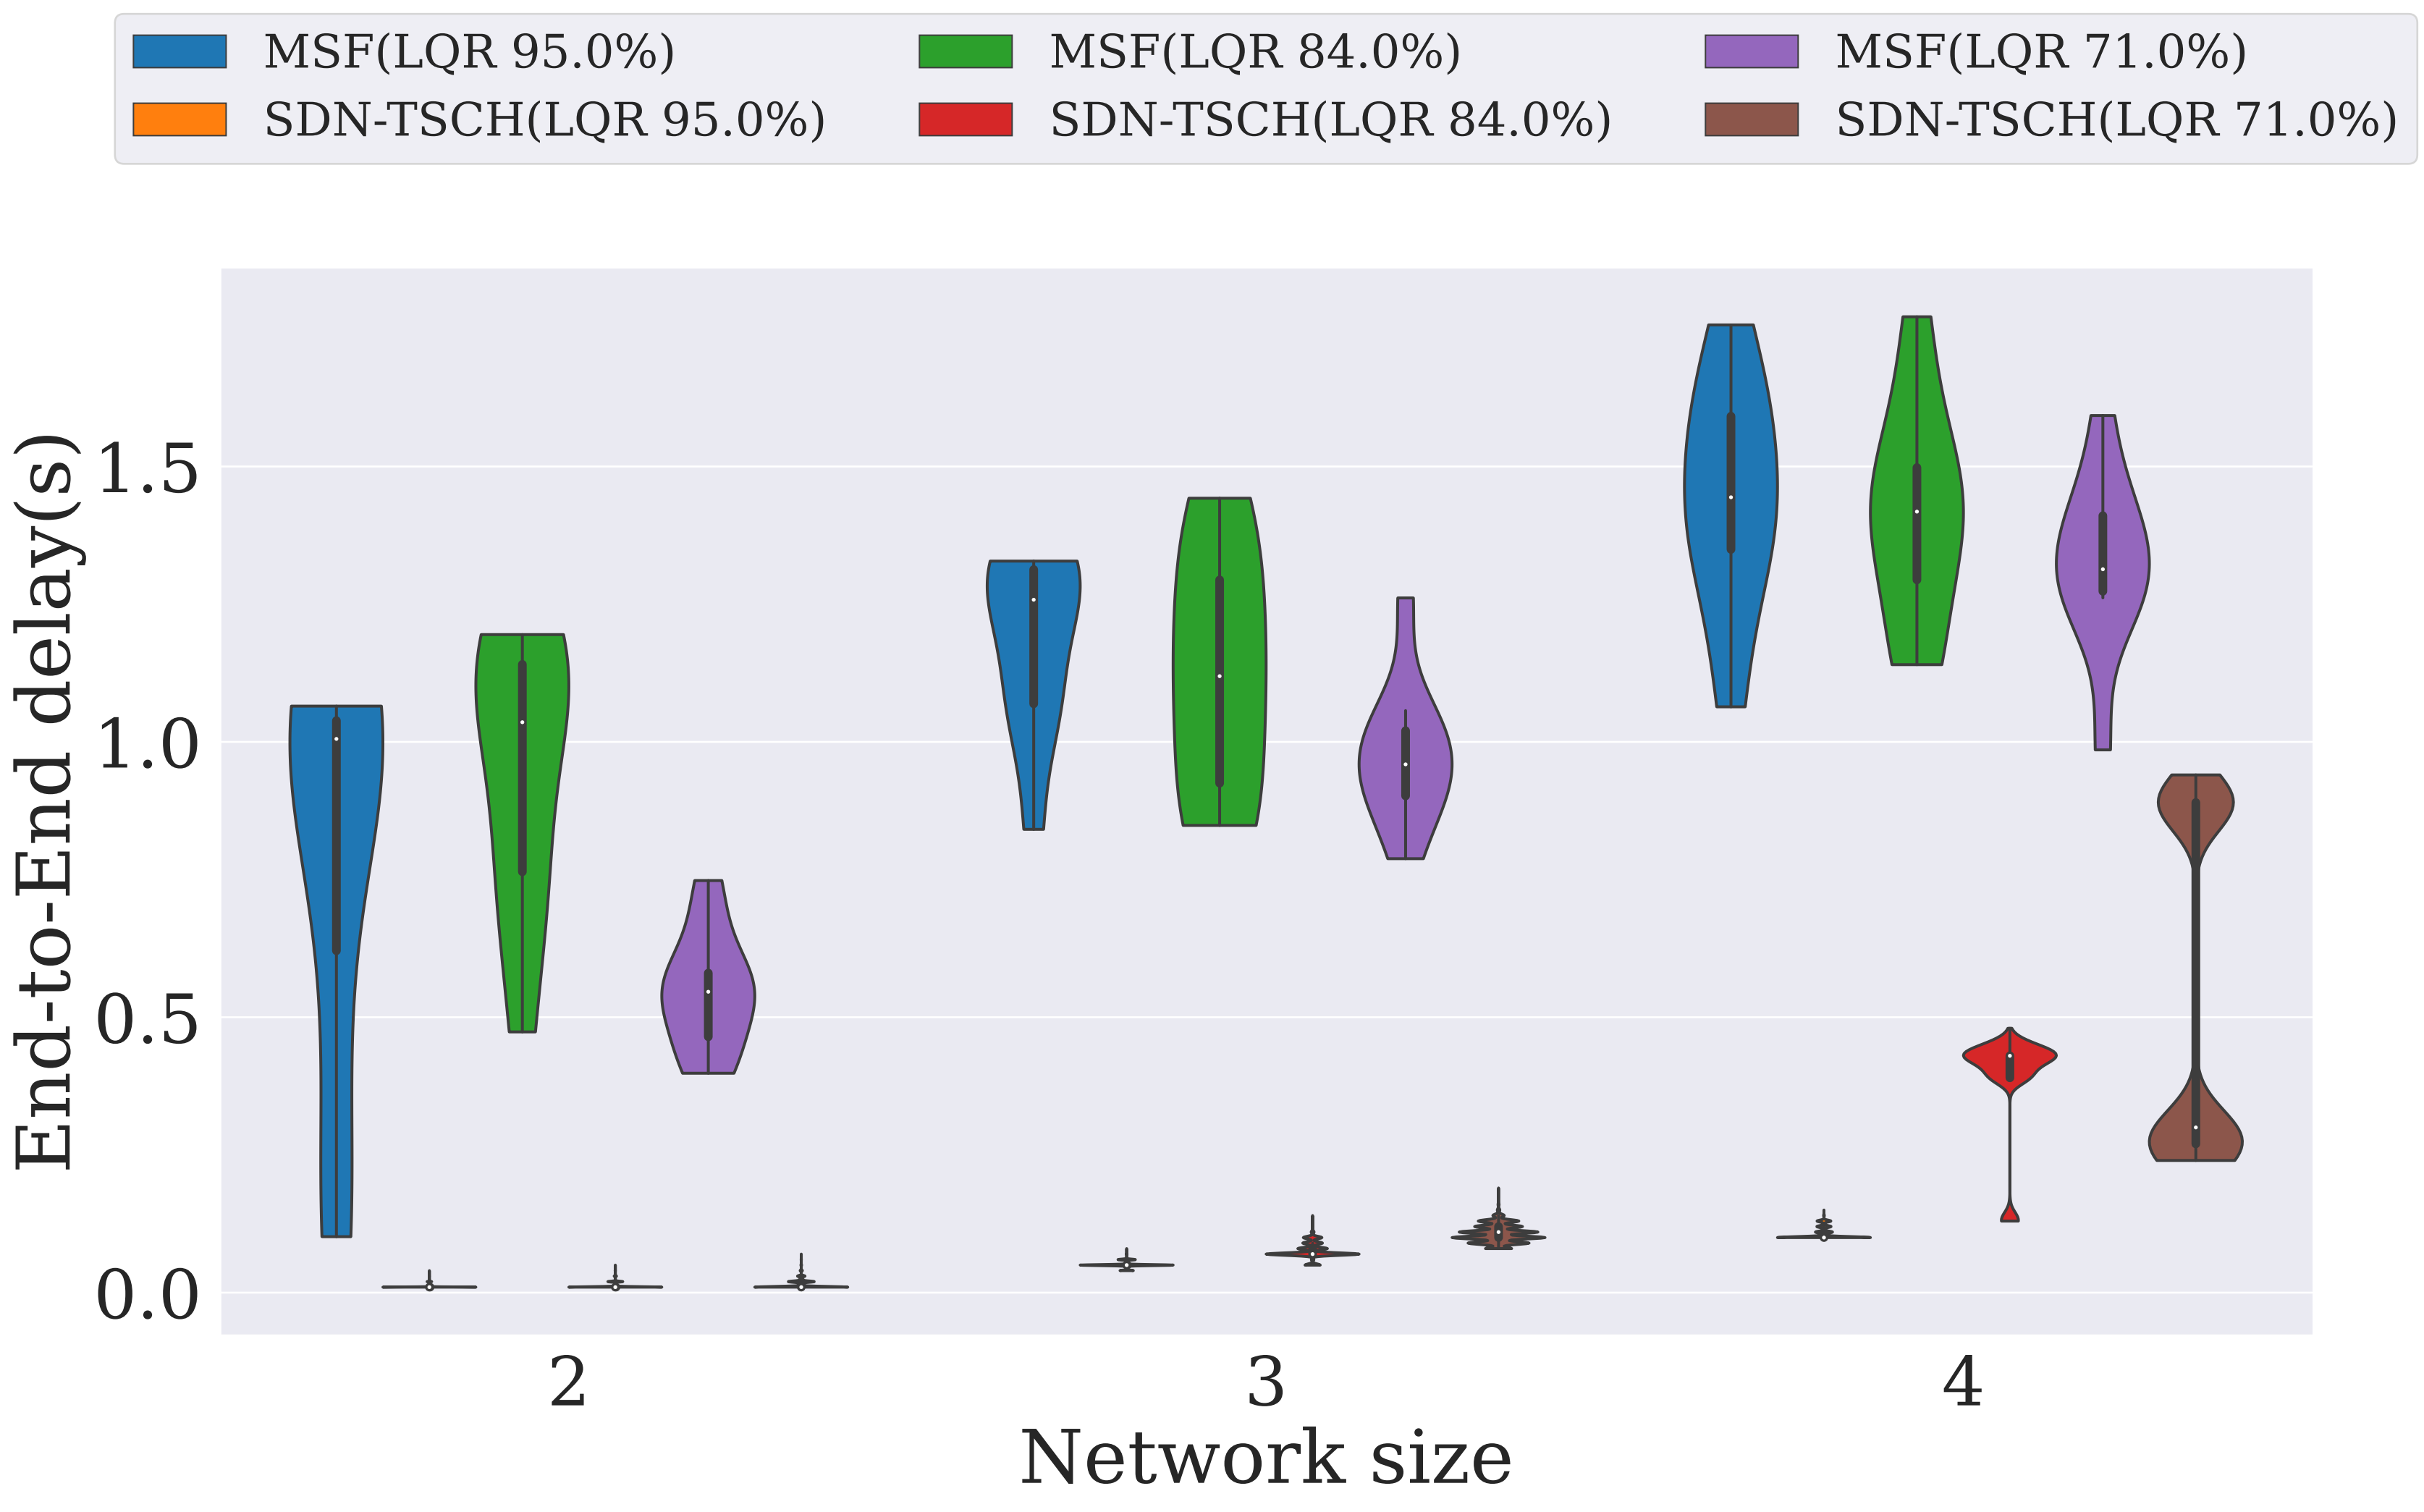 MSF(LQR 95.0%)
MSF(LQR 84.0%)
MSF(LQR 71.0%)
SDN-TSCH(LQR 95.0%)
SDN-TSCH(LQR 84.0%)
SDN-TSCH(LQR 71.0%)
End-to-End delay(s)
1.5
1.0
0.5
0.0
2
3
4
Network size